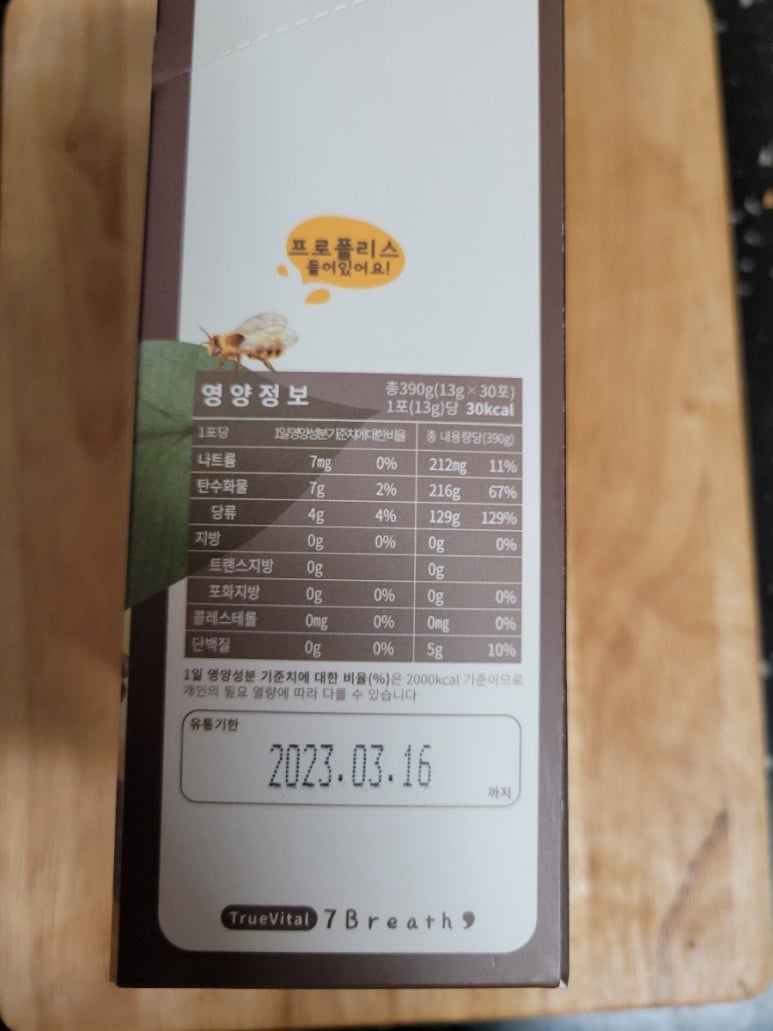 프로폴리스
들어있어요!
영양정보
총390g(13g×30포)
1포(13g)당 30kcal
1포당 1일영양성분기준치에대한비율 총 내용량당(390g)
나트륨 7mg 0% 212mg 11%
탄수화물 7g 2% 216g 67%
당류 4g 4% 129g 129%
지방 0g 0% 0g 0%
트랜스지방 0g 0g
포화지방 0g 0% 0g 0%
콜레스테롤 0mg 0% 0mg 0%
단백질 0g 0% 5g 10%
1일 영양성분 기준치에 대한 비율(%)은 2000kcal 기준이므로
개인의 필요 열량에 따라 다를 수 있습니다
유통기한
2023.03.16
까지
TrueVital 7Breath,